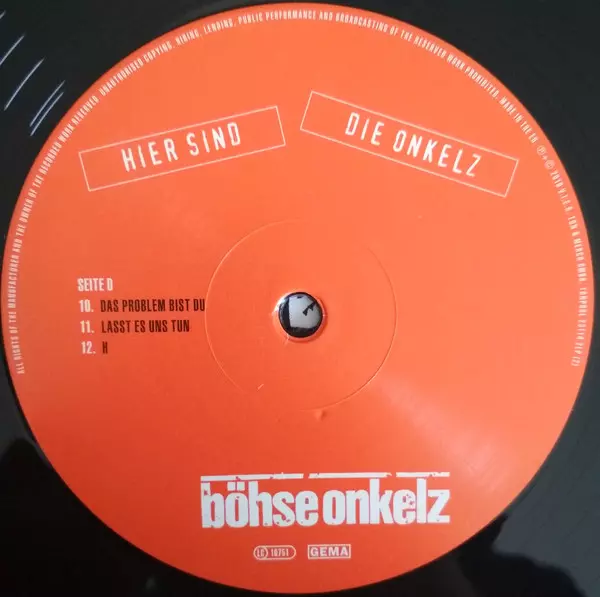 ALL RIGHTS OF THE MANUFACTURER AND THE OWNER OF THE RECORDED WORK RESERVED. UNAUTHORISED COPYING, HIRING, LENDING, PUBLIC PERFORMANCE AND BROADCASTING OF THE RECORDED WORK PROHIBITED. MADE IN THE EU
HIER SIND
DIE ONKELZ
SEITE D
10. DAS PROBLEM BIST DU
11. LASST ES UNS TUN
12. H
böhse onkelz
LC 10751
GEMA